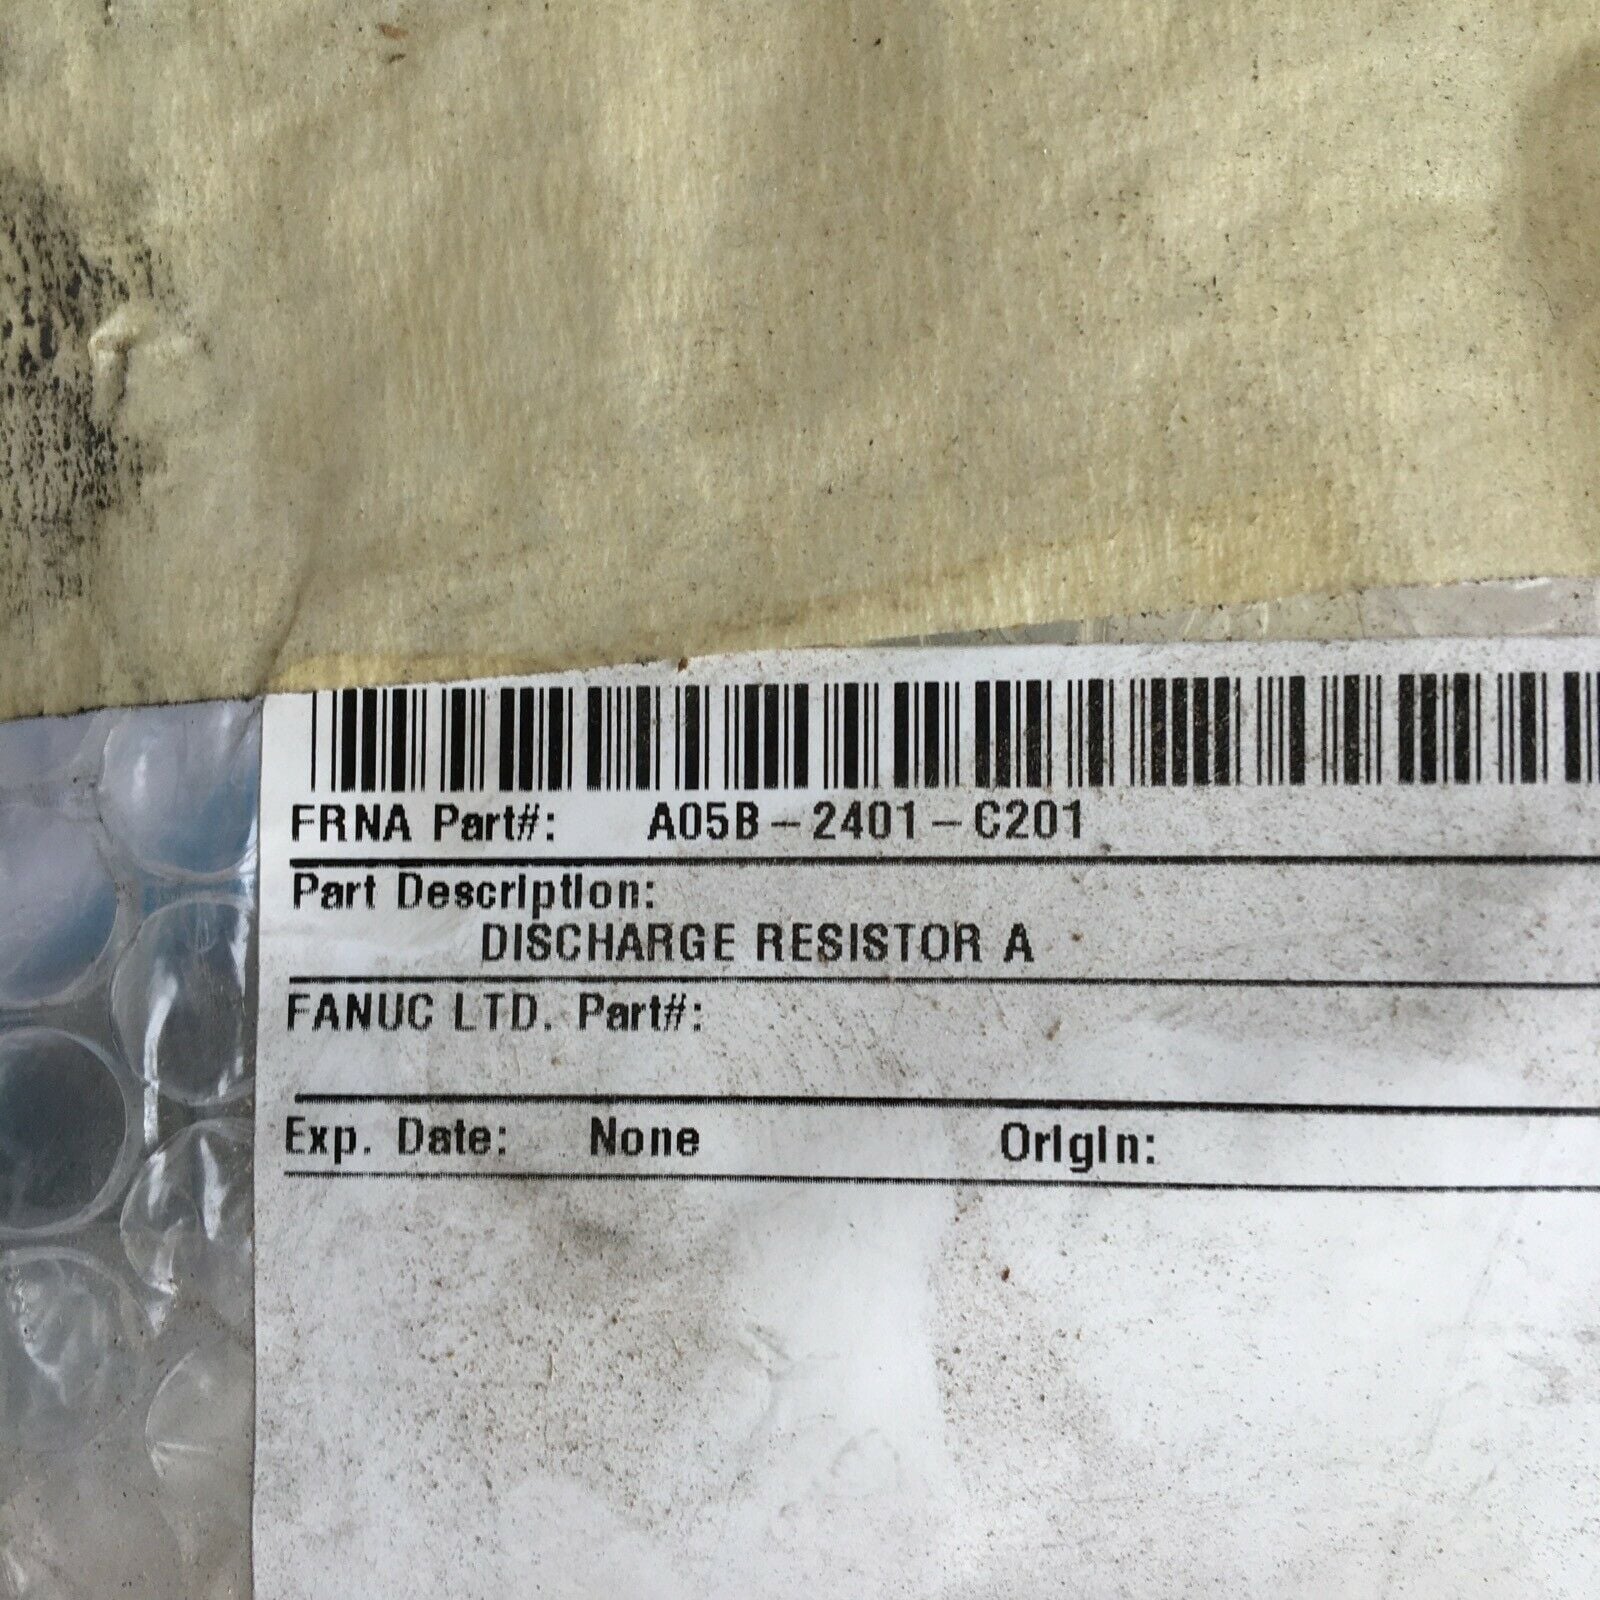 FRNA Part#: A05B-2401-C201
Part Description:
DISCHARGE RESISTOR A
FANUC LTD. Part#:
Exp. Date: None Origin: